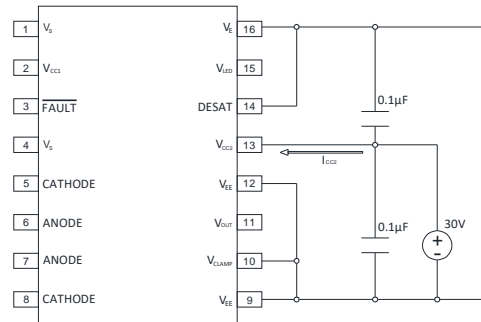 1 VS VE 16
2 VCC1 VLED 15
3 FAULT DESAT 14
4 VS VCC2 13
5 CATHODE VEE 12
6 ANODE VOUT 11
7 ANODE VCLAMP 10
8 CATHODE VEE 9
0.1µF
ICC2
0.1µF
30V
+
-